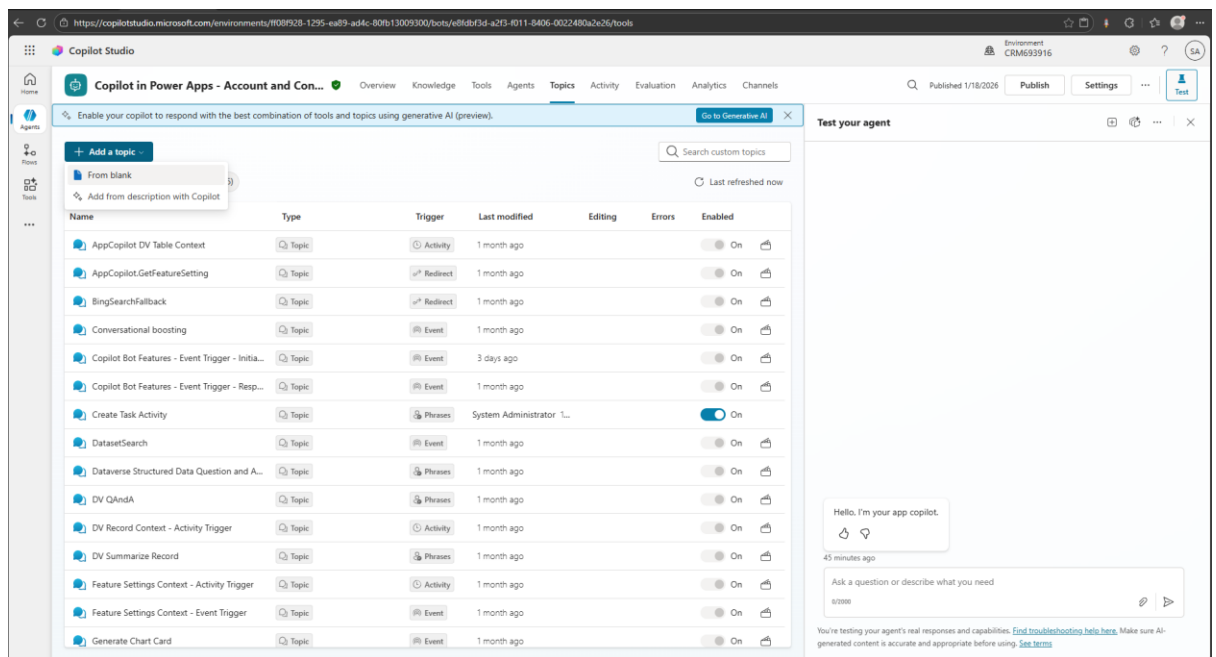 https://copilotstudio.microsoft.com/environments/ff08f928-1295-ea89-ad4c-80fb13009300/bots/e8fdbf3d-a2f3-f011-8406-0022480a2e26/tools
Copilot Studio
Environment
CRM693916
SA
Home
Copilot in Power Apps - Account and Con...
Overview Knowledge Tools Agents Topics Activity Evaluation Analytics Channels
Published 1/18/2026 Publish Settings ... Test
Agents
Flows
Tools
Enable your copilot to respond with the best combination of tools and topics using generative AI (preview). Go to Generative AI
+ Add a topic
Search custom topics
From blank
Add from description with Copilot
Last refreshed now
Name Type Trigger Last modified Editing Errors Enabled
AppCopilot DV Table Context Topic Activity 1 month ago On
AppCopilot.GetFeatureSetting Topic Redirect 1 month ago On
BingSearchFallback Topic Redirect 1 month ago On
Conversational boosting Topic Event 1 month ago On
Copilot Bot Features - Event Trigger - Initia... Topic Event 3 days ago On
Copilot Bot Features - Event Trigger - Resp... Topic Event 1 month ago On
Create Task Activity Topic Phrases System Administrator 1... On
DatasetSearch Topic Event 1 month ago On
Dataverse Structured Data Question and A... Topic Phrases 1 month ago On
DV QAndA Topic Phrases 1 month ago On
DV Record Context - Activity Trigger Topic Activity 1 month ago On
DV Summarize Record Topic Phrases 1 month ago On
Feature Settings Context - Activity Trigger Topic Activity 1 month ago On
Feature Settings Context - Event Trigger Topic Event 1 month ago On
Generate Chart Card Topic Event 1 month ago On
Test your agent
Hello, I'm your app copilot.
45 minutes ago
Ask a question or describe what you need
0/2000
You're testing your agent's real responses and capabilities. Find troubleshooting help here. Make sure AI-
generated content is accurate and appropriate before using. See terms